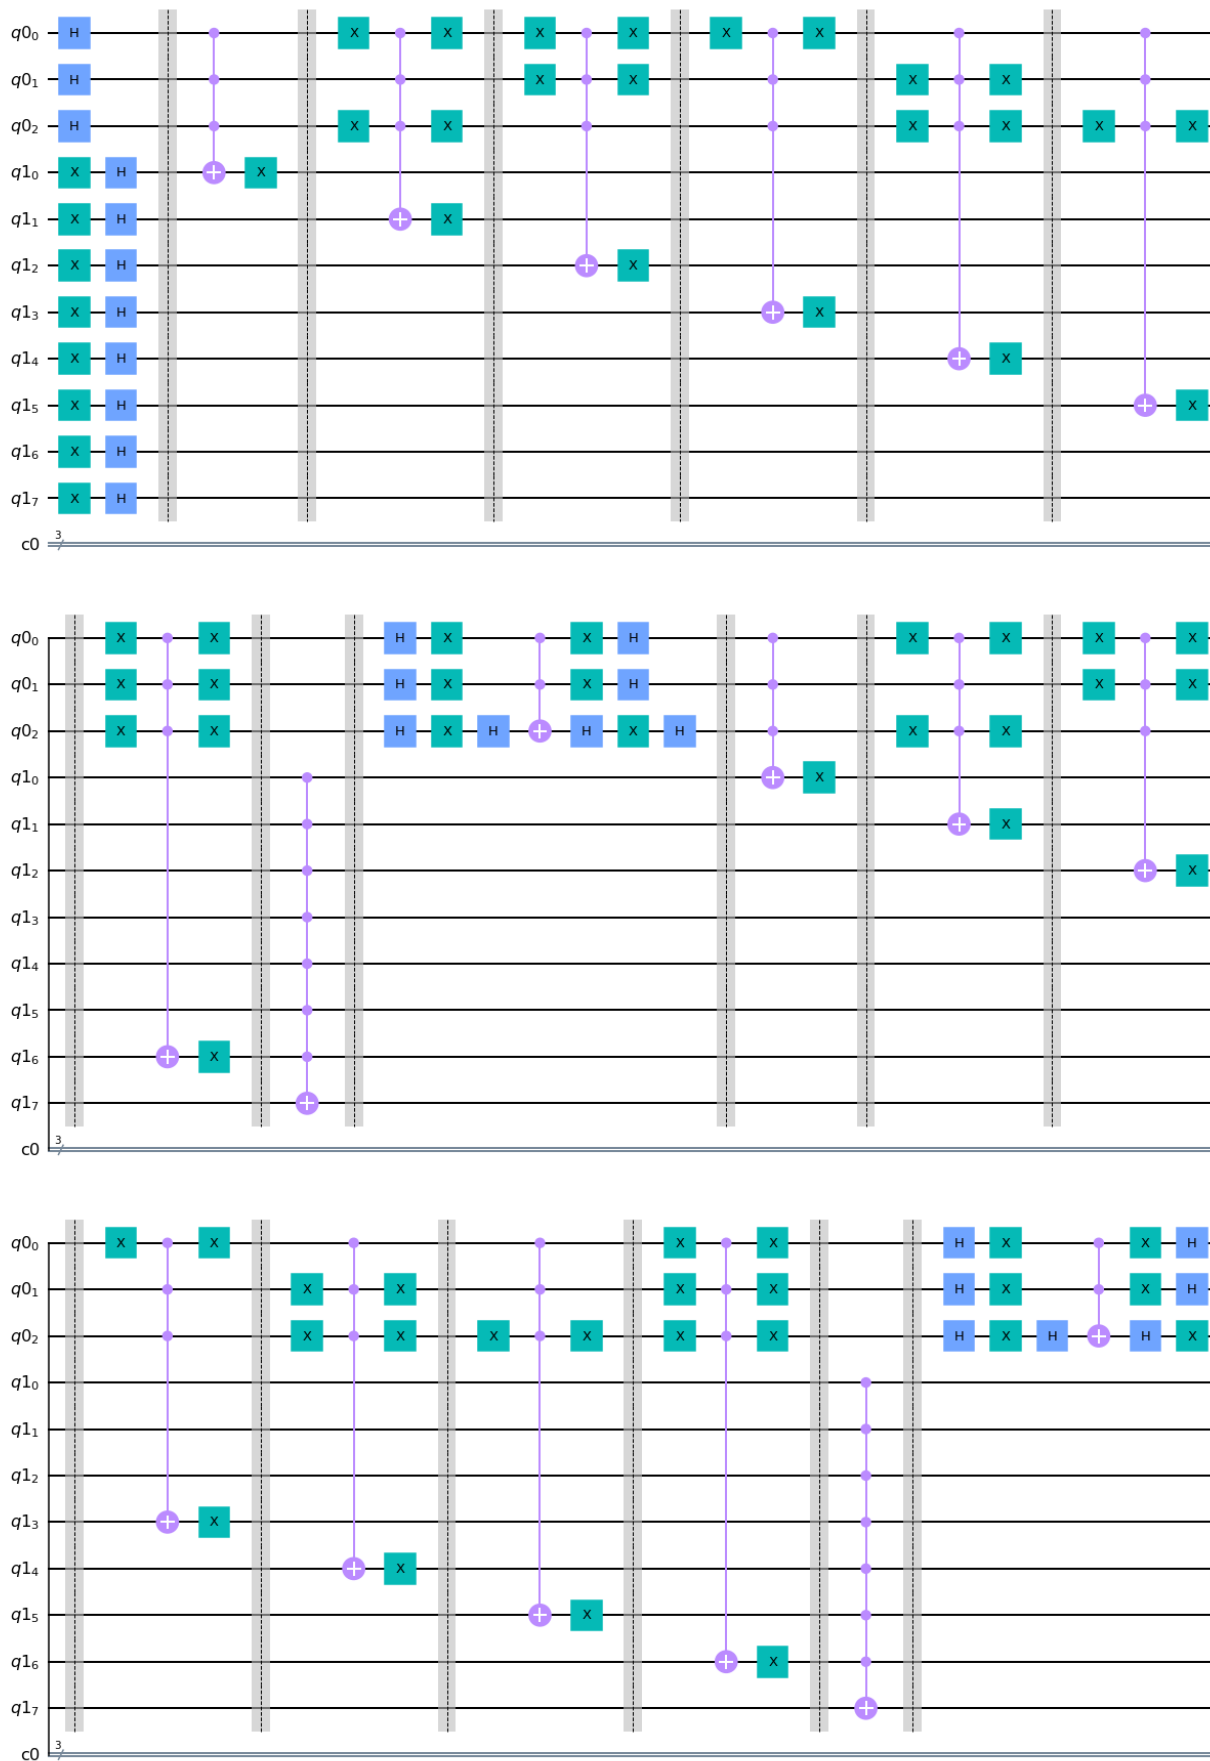 q0₀ H X X X X X X
q0₁ H X X X X
q0₂ H X X X X X X
q1₀ X H X
q1₁ X H X
q1₂ X H X
q1₃ X H X
q1₄ X H X
q1₅ X H X
q1₆ X H
q1₇ X H
c0 3
q0₀ X X H X X H X X X X
q0₁ X X H X X H X X
q0₂ X X H X H H X H X X
q1₀ X
q1₁ X
q1₂ X
q1₃
q1₄
q1₅
q1₆ X
q1₇
c0 3
q0₀ X X X X H X X H
q0₁ X X X X H X X H
q0₂ X X X X X X H X H H X
q1₀
q1₁
q1₂
q1₃ X
q1₄ X
q1₅ X
q1₆ X
q1₇
c0 3